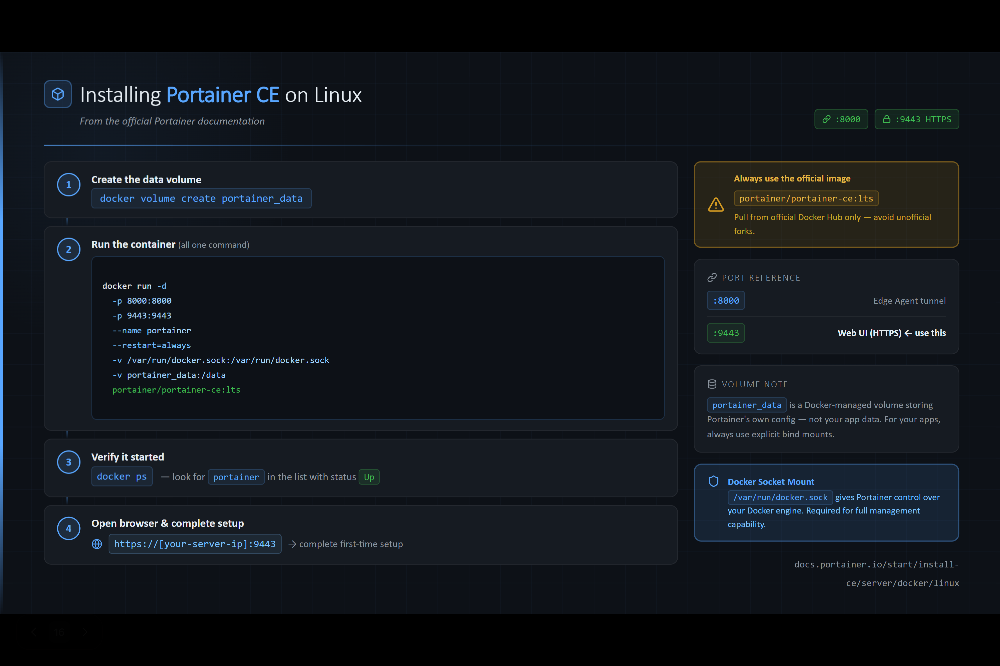 Installing Portainer CE on Linux
From the official Portainer documentation
:8000
:9443 HTTPS
1
Create the data volume
docker volume create portainer_data
2
Run the container (all one command)
docker run -d
-p 8000:8000
-p 9443:9443
--name portainer
--restart=always
-v /var/run/docker.sock:/var/run/docker.sock
-v portainer_data:/data
portainer/portainer-ce:lts
3
Verify it started
docker ps — look for portainer in the list with status Up
4
Open browser & complete setup
https://[your-server-ip]:9443 → complete first-time setup
Always use the official image
portainer/portainer-ce:lts
Pull from official Docker Hub only — avoid unofficial
forks.
PORT REFERENCE
:8000 Edge Agent tunnel
:9443 Web UI (HTTPS) ← use this
VOLUME NOTE
portainer_data is a Docker-managed volume storing
Portainer's own config — not your app data. For your apps,
always use explicit bind mounts.
Docker Socket Mount
/var/run/docker.sock gives Portainer control over
your Docker engine. Required for full management
capability.
docs.portainer.io/start/install-
ce/server/docker/linux
16